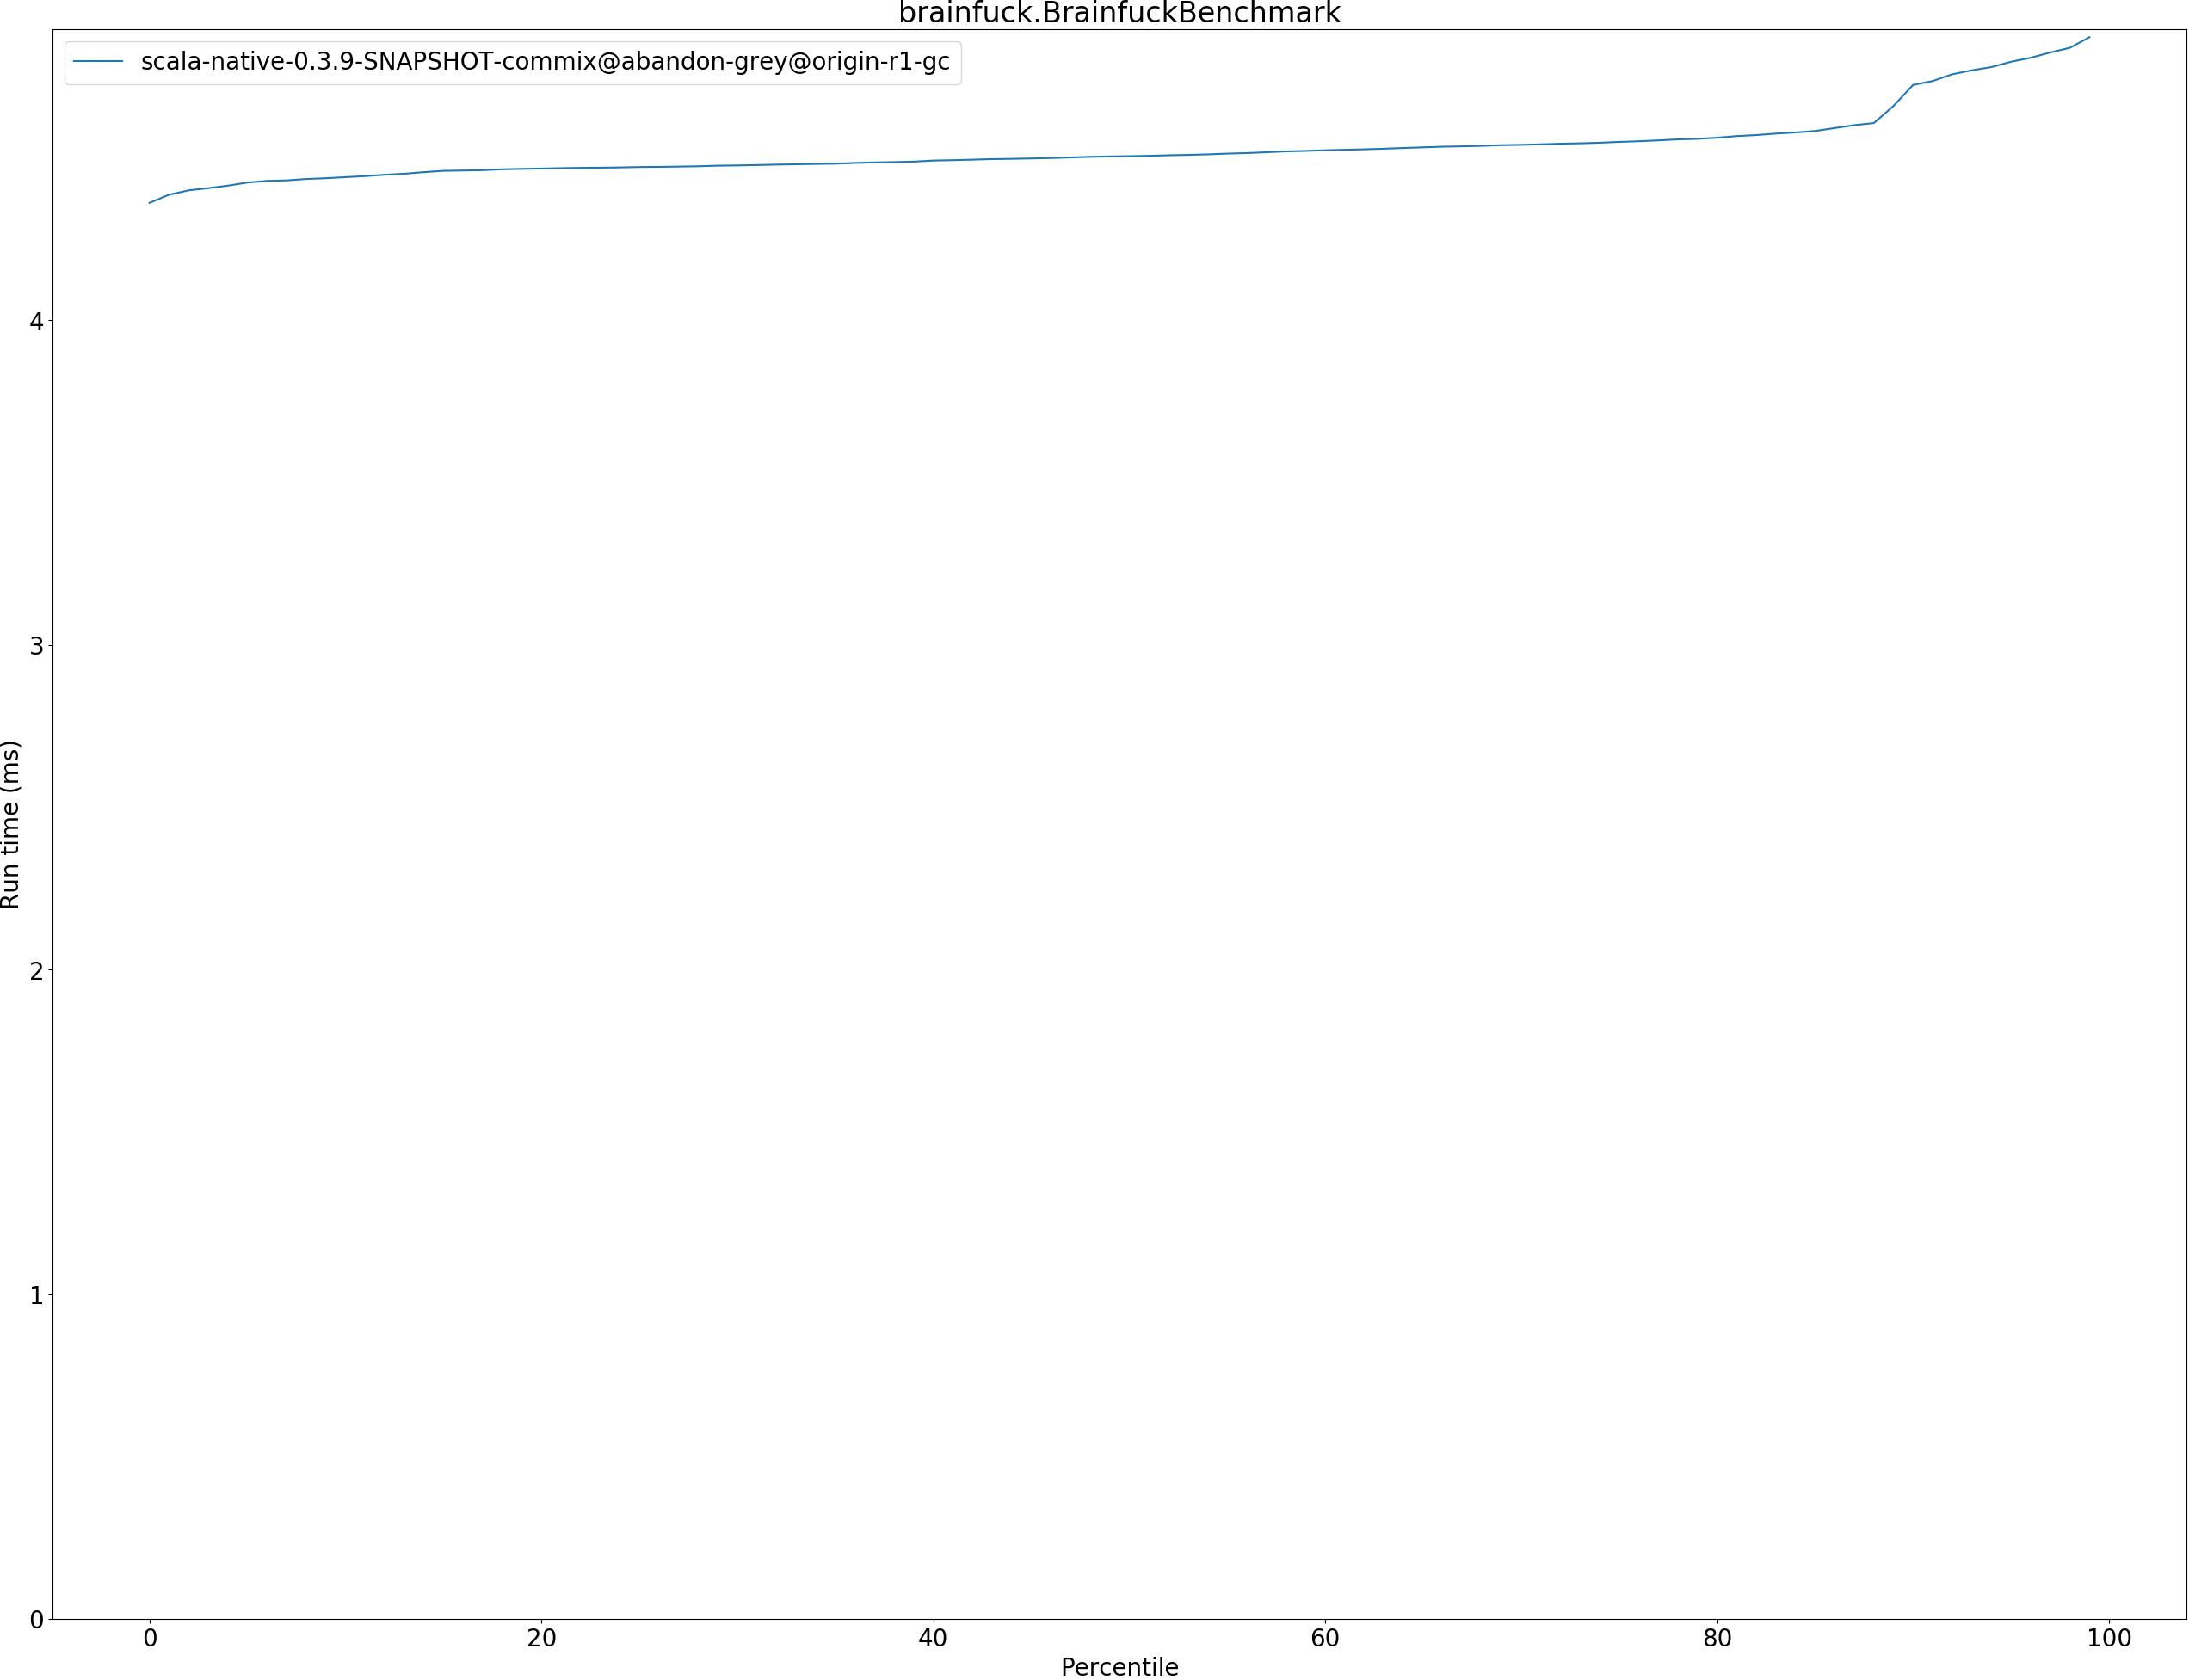 brainfuck.BrainfuckBenchmark
scala-native-0.3.9-SNAPSHOT-commix@abandon-grey@origin-r1-gc
Run time (ms)
4
3
2
1
0
0 20 40 60 80 100
Percentile